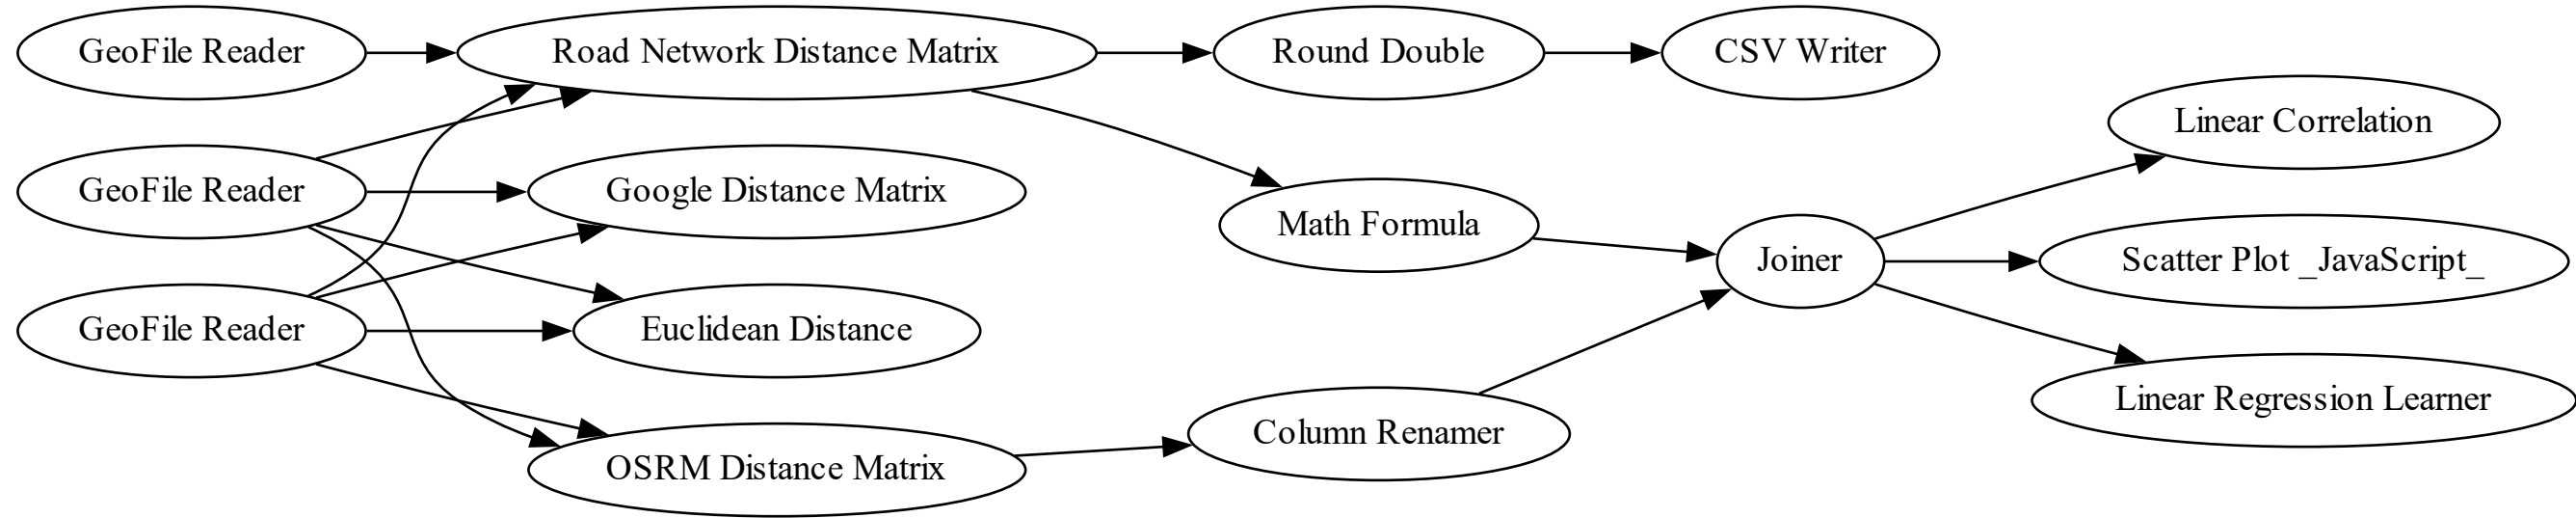 GeoFile Reader
Road Network Distance Matrix
Round Double
CSV Writer
GeoFile Reader
Google Distance Matrix
Math Formula
Joiner
Linear Correlation
Scatter Plot _JavaScript_
GeoFile Reader
Euclidean Distance
Linear Regression Learner
Column Renamer
OSRM Distance Matrix